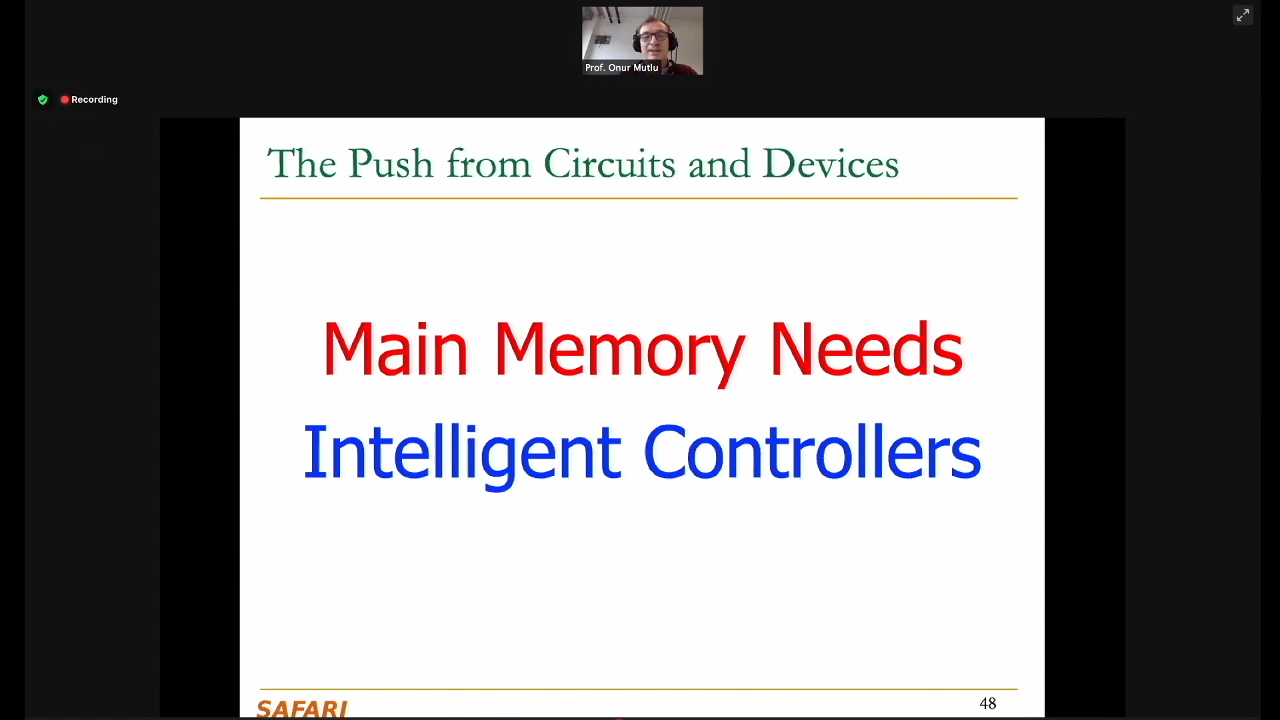 Prof. Onur Mutlu
Recording
The Push from Circuits and Devices
Main Memory Needs
Intelligent Controllers
SAFARI
48